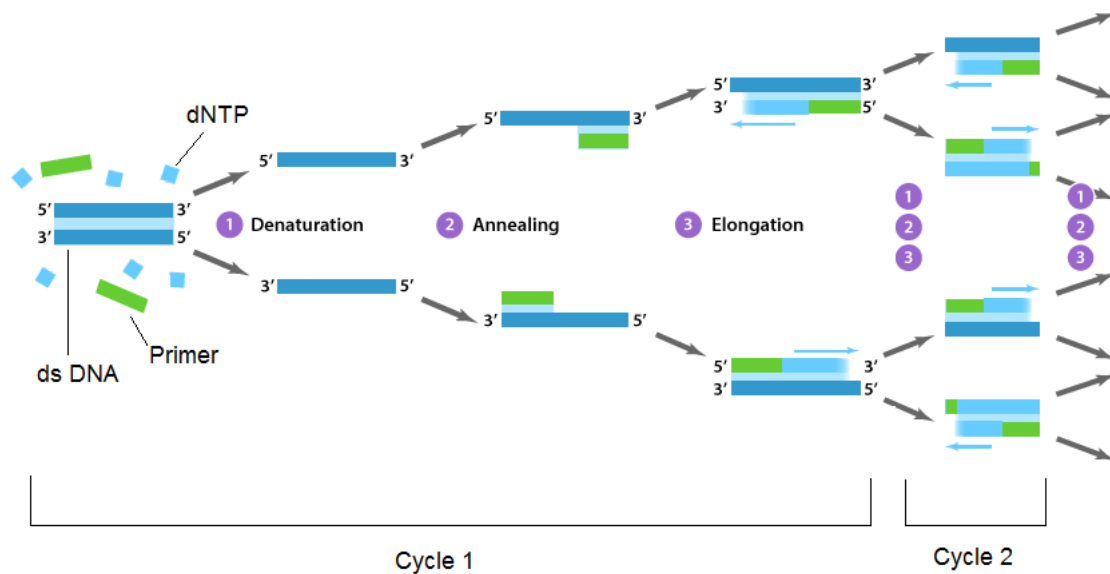 dNTP
5′ 3′
3′ 5′
ds DNA
Primer
5′ 3′
1 Denaturation
3′ 5′
5′ 3′
2 Annealing
3′ 5′
5′ 3′
3′ 5′
3 Elongation
5′ 3′
3′ 5′
1
2
3
1
2
3
Cycle 1
Cycle 2